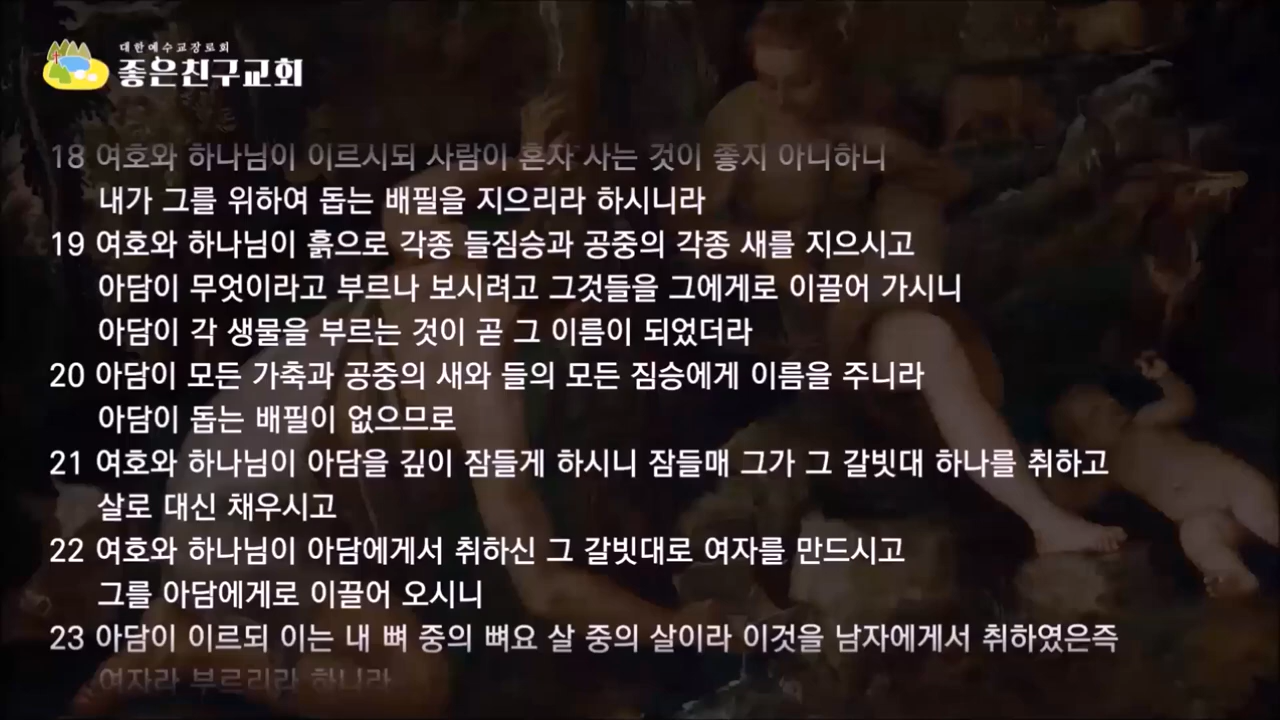 대한예수교장로회
좋은친구교회
18 여호와 하나님이 이르시되 사람이 혼자 사는 것이 좋지 아니하니
내가 그를 위하여 돕는 배필을 지으리라 하시니라
19 여호와 하나님이 흙으로 각종 들짐승과 공중의 각종 새를 지으시고
아담이 무엇이라고 부르나 보시려고 그것들을 그에게로 이끌어 가시니
아담이 각 생물을 부르는 것이 곧 그 이름이 되었더라
20 아담이 모든 가축과 공중의 새와 들의 모든 짐승에게 이름을 주니라
아담이 돕는 배필이 없으므로
21 여호와 하나님이 아담을 깊이 잠들게 하시니 잠들매 그가 그 갈빗대 하나를 취하고
살로 대신 채우시고
22 여호와 하나님이 아담에게서 취하신 그 갈빗대로 여자를 만드시고
그를 아담에게로 이끌어 오시니
23 아담이 이르되 이는 내 뼈 중의 뼈요 살 중의 살이라 이것을 남자에게서 취하였은즉
여자라 부르리라 하니라